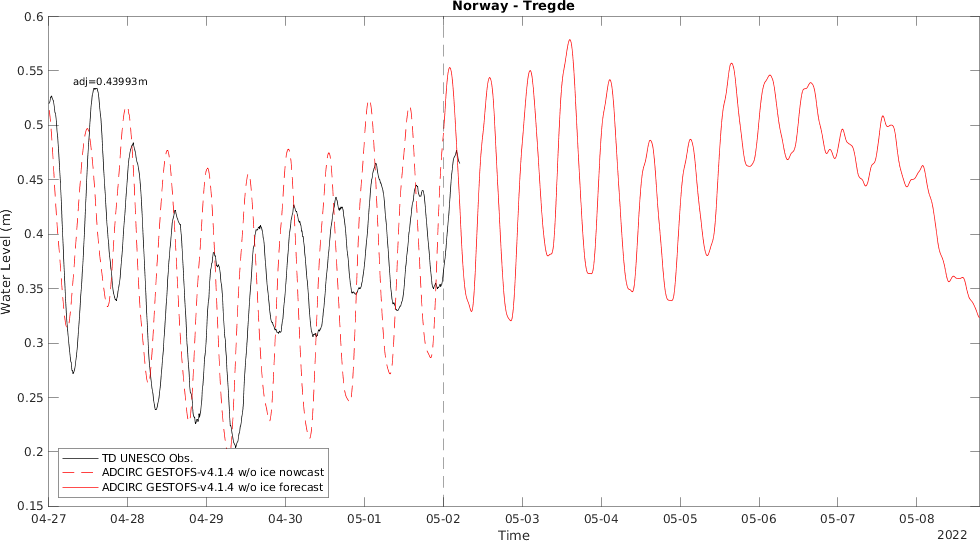 Norway - Tregde
0.6
0.55
0.5
0.45
0.4
0.35
0.3
0.25
0.2
0.15
Water Level (m)
adj=0.43993m
TD UNESCO Obs.
ADCIRC GESTOFS-v4.1.4 w/o ice nowcast
ADCIRC GESTOFS-v4.1.4 w/o ice forecast
04-27 04-28 04-29 04-30 05-01 05-02 05-03 05-04 05-05 05-06 05-07 05-08
Time
2022